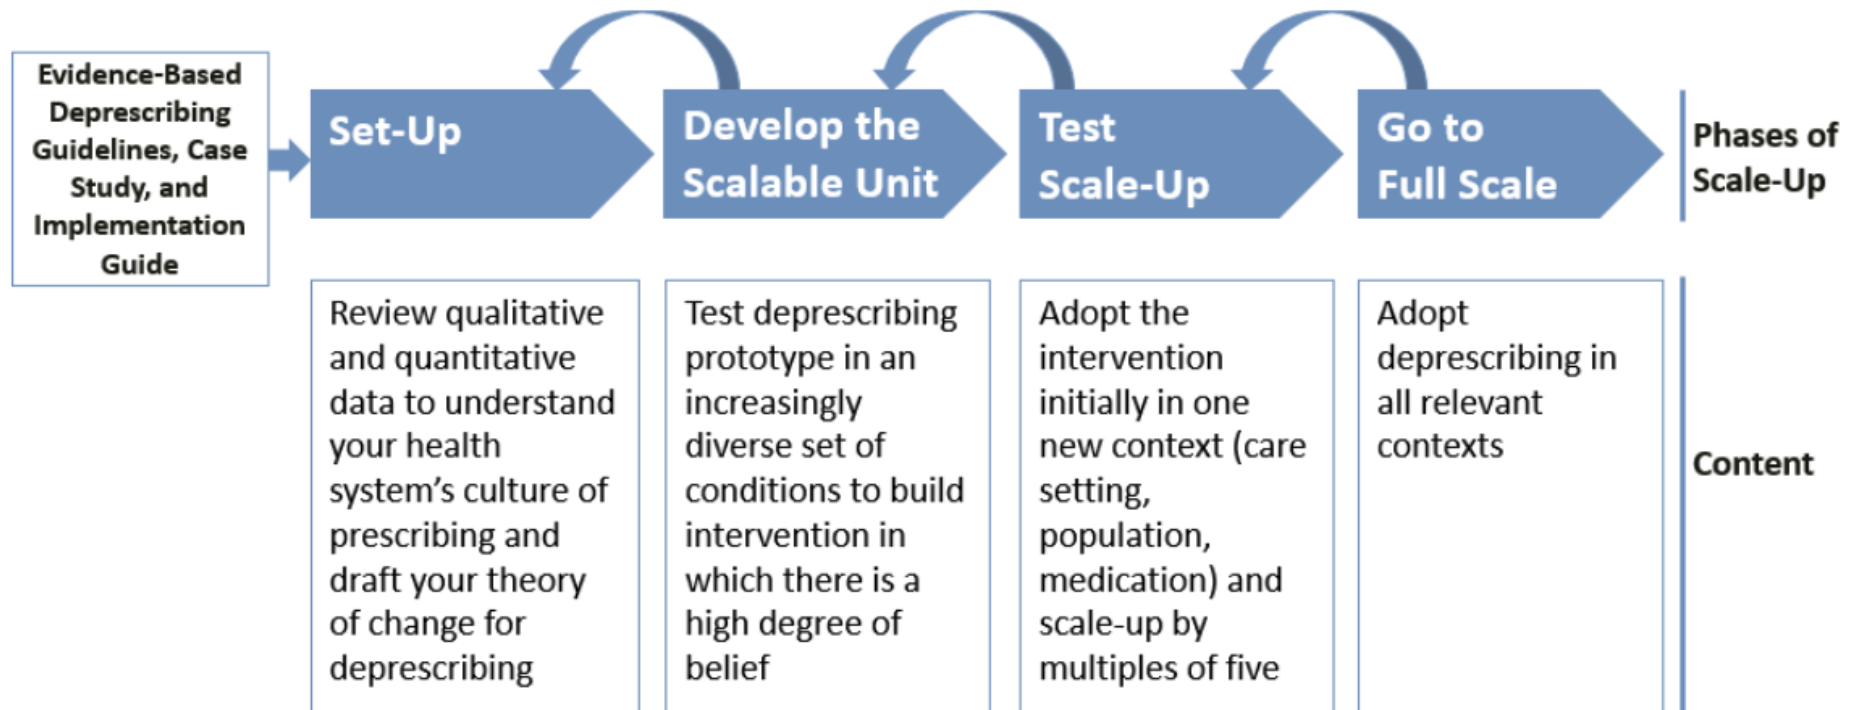 Evidence-Based
Deprescribing
Guidelines, Case
Study, and
Implementation
Guide
Set-Up
Develop the
Scalable Unit
Test
Scale-Up
Go to
Full Scale
Phases of
Scale-Up
Review qualitative
and quantitative
data to understand
your health
system's culture of
prescribing and
draft your theory
of change for
deprescribing
Test deprescribing
prototype in an
increasingly
diverse set of
conditions to build
intervention in
which there is a
high degree of
belief
Adopt the
intervention
initially in one
new context (care
setting,
population,
medication) and
scale-up by
multiples of five
Adopt
deprescribing in
all relevant
contexts
Content